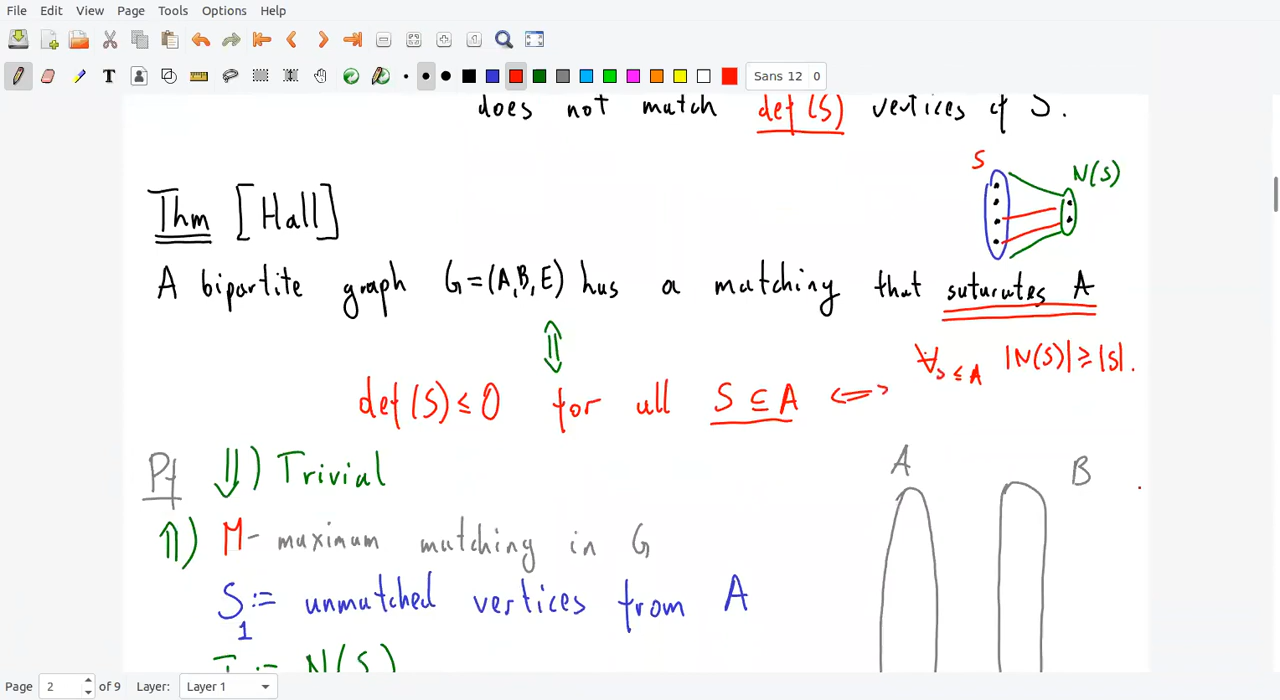 File Edit View Page Tools Options Help
Sans 12 0
does not match def(S) vertices of S.
S
N(S)
Thm [Hall]
A bipartite graph G=(A,B,E) has a matching that saturates A
⇕
∀S⊆A |N(S)|≥|S|.
def(S)≤0 for all S⊆A <=>
Pf ⇓) Trivial
A B
⇑) M- maximum matching in G
S₁:= unmatched vertices from A
:= N(S)
Page 2 of 9 Layer: Layer 1